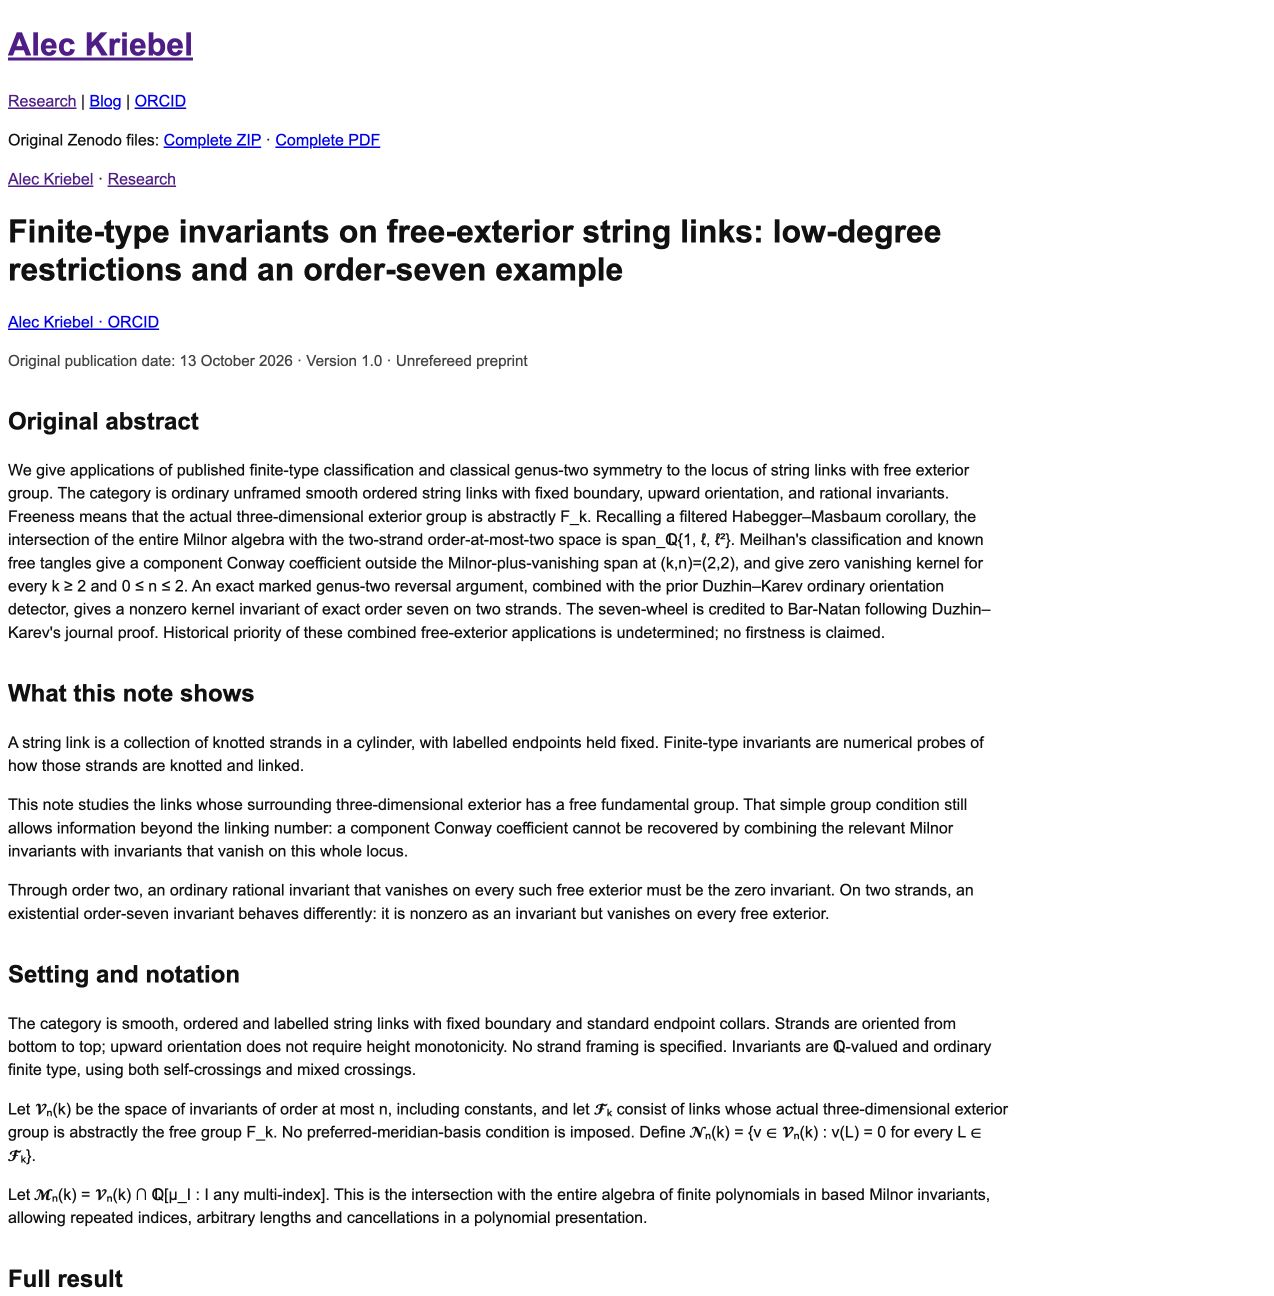 Alec Kriebel
Research | Blog | ORCID
Original Zenodo files: Complete ZIP · Complete PDF
Alec Kriebel · Research
Finite-type invariants on free-exterior string links: low-degree
restrictions and an order-seven example
Alec Kriebel · ORCID
Original publication date: 13 October 2026 · Version 1.0 · Unrefereed preprint
Original abstract
We give applications of published finite-type classification and classical genus-two symmetry to the locus of string links with free exterior
group. The category is ordinary unframed smooth ordered string links with fixed boundary, upward orientation, and rational invariants.
Freeness means that the actual three-dimensional exterior group is abstractly F_k. Recalling a filtered Habegger–Masbaum corollary, the
intersection of the entire Milnor algebra with the two-strand order-at-most-two space is span_ℚ{1, ℓ, ℓ²}. Meilhan's classification and known
free tangles give a component Conway coefficient outside the Milnor-plus-vanishing span at (k,n)=(2,2), and give zero vanishing kernel for
every k ≥ 2 and 0 ≤ n ≤ 2. An exact marked genus-two reversal argument, combined with the prior Duzhin–Karev ordinary orientation
detector, gives a nonzero kernel invariant of exact order seven on two strands. The seven-wheel is credited to Bar-Natan following Duzhin–
Karev's journal proof. Historical priority of these combined free-exterior applications is undetermined; no firstness is claimed.
What this note shows
A string link is a collection of knotted strands in a cylinder, with labelled endpoints held fixed. Finite-type invariants are numerical probes of
how those strands are knotted and linked.
This note studies the links whose surrounding three-dimensional exterior has a free fundamental group. That simple group condition still
allows information beyond the linking number: a component Conway coefficient cannot be recovered by combining the relevant Milnor
invariants with invariants that vanish on this whole locus.
Through order two, an ordinary rational invariant that vanishes on every such free exterior must be the zero invariant. On two strands, an
existential order-seven invariant behaves differently: it is nonzero as an invariant but vanishes on every free exterior.
Setting and notation
The category is smooth, ordered and labelled string links with fixed boundary and standard endpoint collars. Strands are oriented from
bottom to top; upward orientation does not require height monotonicity. No strand framing is specified. Invariants are ℚ-valued and ordinary
finite type, using both self-crossings and mixed crossings.
Let 𝓥ₙ(k) be the space of invariants of order at most n, including constants, and let 𝓕ₖ consist of links whose actual three-dimensional exterior
group is abstractly the free group F_k. No preferred-meridian-basis condition is imposed. Define 𝓝ₙ(k) = {v ∈ 𝓥ₙ(k) : v(L) = 0 for every L ∈
𝓕ₖ}.
Let 𝓜ₙ(k) = 𝓥ₙ(k) ∩ ℚ[μ_I : I any multi-index]. This is the intersection with the entire algebra of finite polynomials in based Milnor invariants,
allowing repeated indices, arbitrary lengths and cancellations in a polynomial presentation.
Full result